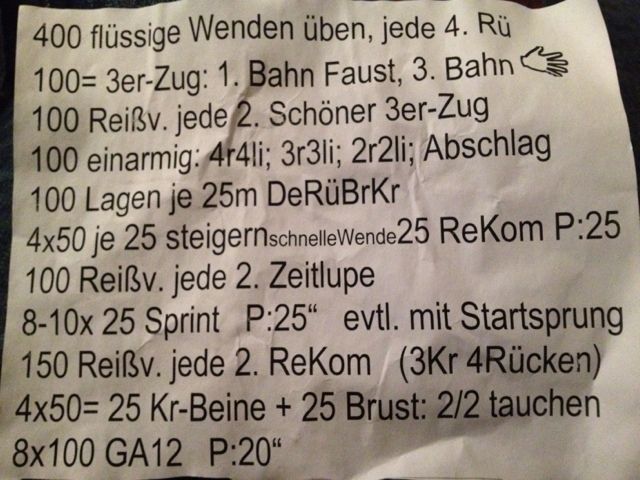 400 flüssige Wenden üben, jede 4. Rü
100= 3er-Zug: 1. Bahn Faust, 3. Bahn
100 Reißv. jede 2. Schöner 3er-Zug
100 einarmig: 4r4li; 3r3li; 2r2li; Abschlag
100 Lagen je 25m DeRüBrKr
4x50 je 25 steigernschnelleWende25 ReKom P:25
100 Reißv. jede 2. Zeitlupe
8-10x 25 Sprint P:25“ evtl. mit Startsprung
150 Reißv. jede 2. ReKom (3Kr 4Rücken)
4x50= 25 Kr-Beine + 25 Brust: 2/2 tauchen
8x100 GA12 P:20“